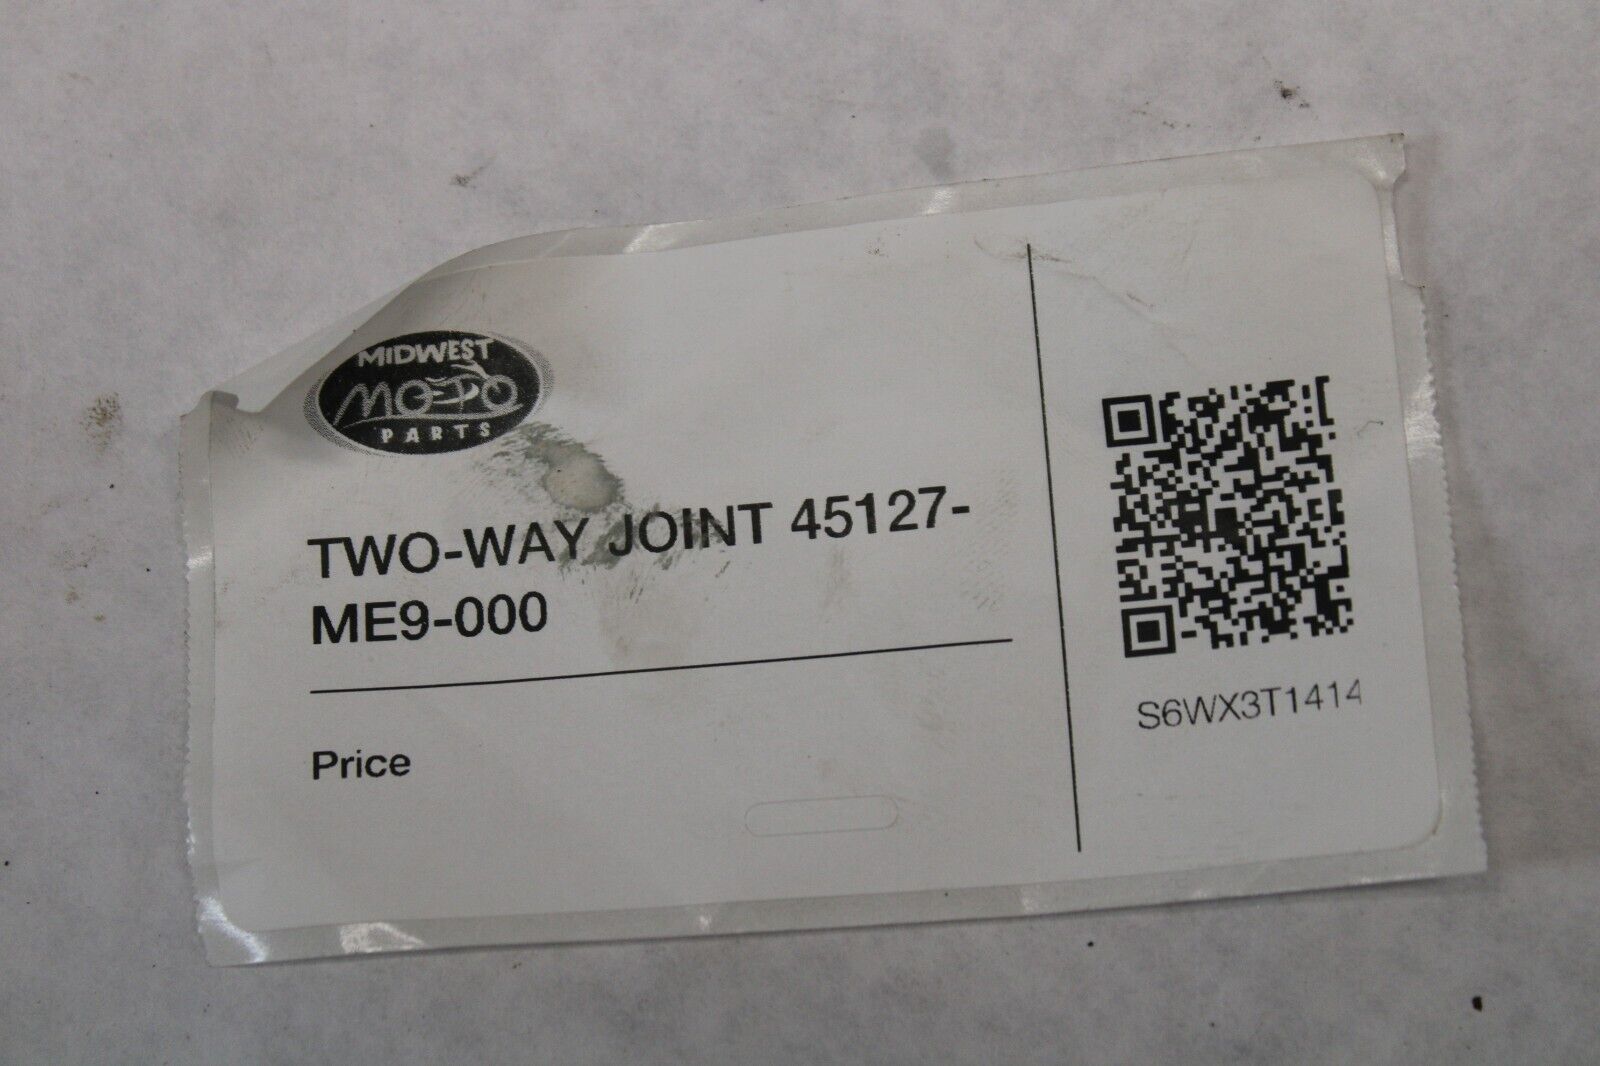 MIDWEST
MOTO
PARTS
TWO-WAY JOINT 45127-
ME9-000
Price
S6WX3T1414